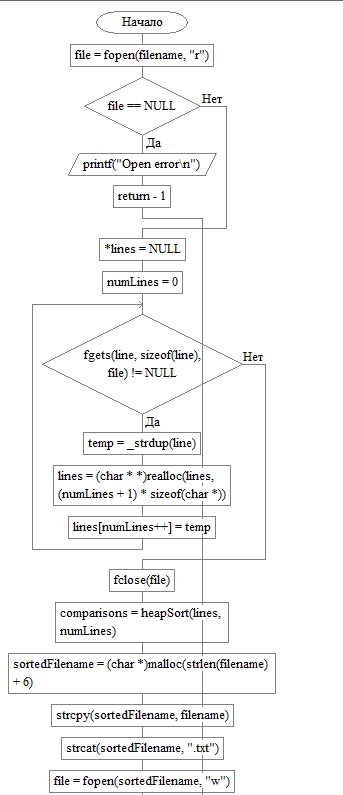 Начало
file = fopen(filename, "r")
file == NULL
Нет
Да
printf("Open error\n")
return - 1
*lines = NULL
numLines = 0
fgets(line, sizeof(line),
file) != NULL
Нет
Да
temp = _strdup(line)
lines = (char * *)realloc(lines,
(numLines + 1) * sizeof(char *))
lines[numLines++] = temp
fclose(file)
comparisons = heapSort(lines,
numLines)
sortedFilename = (char *)malloc(strlen(filename)
+ 6)
strcpy(sortedFilename, filename)
strcat(sortedFilename, ".txt")
file = fopen(sortedFilename, "w")